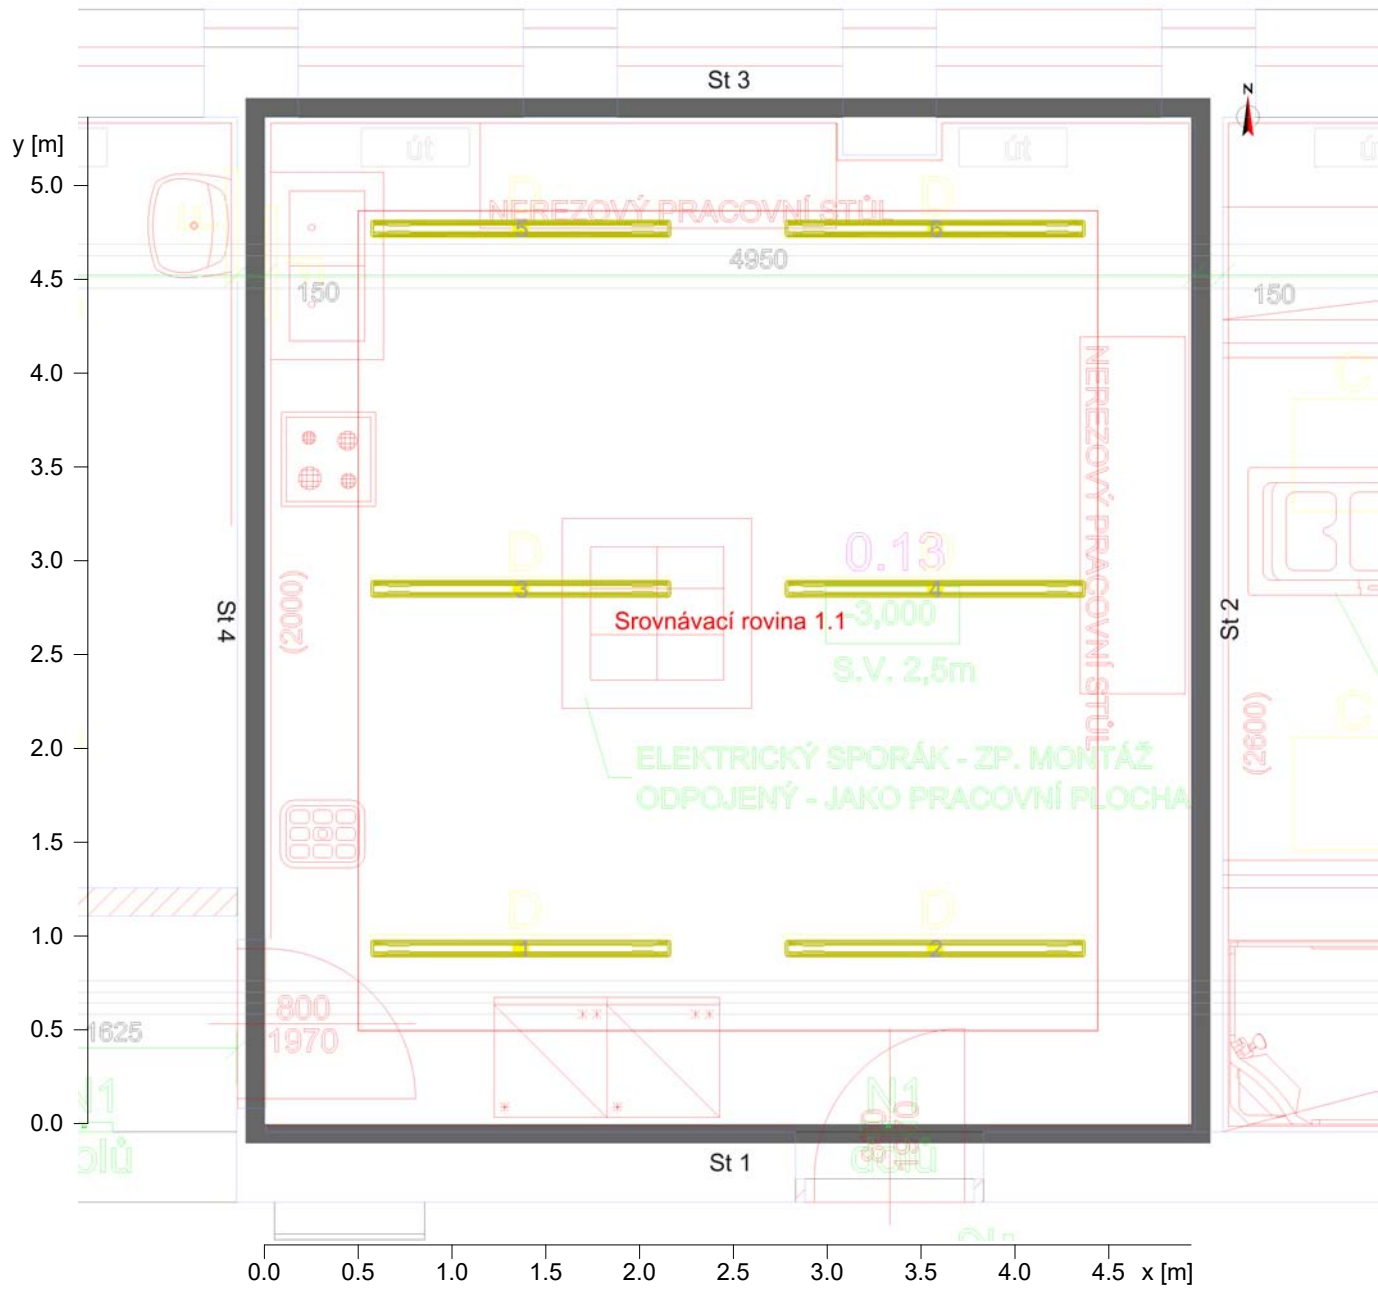 St 3
z
y [m]
út
út
5.0
D
D
NEREZOVÝ PRACOVNÍ STŮL
5
6
4950
4.5
150
150
4.0
C
NEREZOVÝ PRACOVNÍ STŮL
3.5
3.0
D
0.13
3
4
(2000)
Srovnávací rovina 1.1
-3,000
St 4
St 2
2.5
S.V. 2,5m
C
(2600)
2.0
ELEKTRICKÝ SPORÁK - ZP. MONTÁŽ
ODPOJENÝ - JAKO PRACOVNÍ PLOCHA
1.5
1.0
D
D
1
2
800
1970
0.5
1625
N1
N1
0.0
dolů
St 1
0.0 0.5 1.0 1.5 2.0 2.5 3.0 3.5 4.0 4.5 x [m]